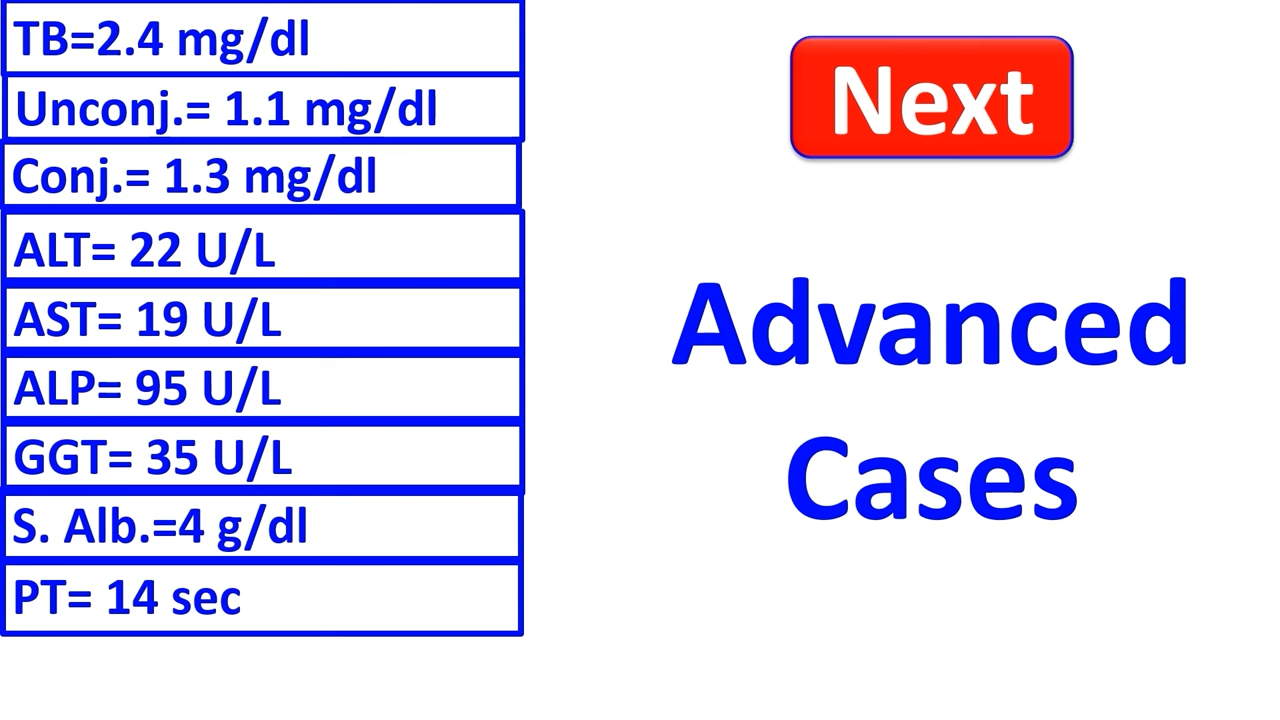 TB=2.4 mg/dl
Unconj.= 1.1 mg/dl
Conj.= 1.3 mg/dl
ALT= 22 U/L
AST= 19 U/L
ALP= 95 U/L
GGT= 35 U/L
S. Alb.=4 g/dl
PT= 14 sec
Next
Advanced
Cases